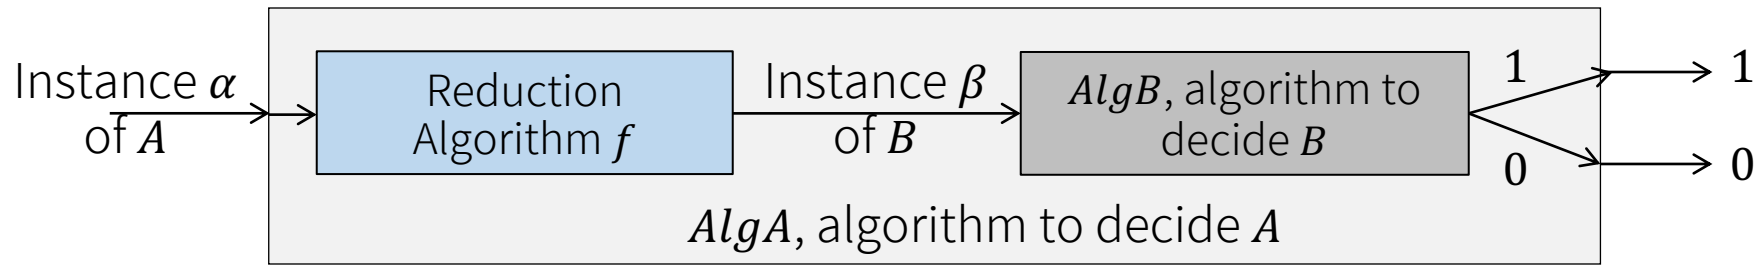 Instance α
of A
Reduction
Algorithm f
Instance β
of B
AlgB, algorithm to
decide B
1
0
1
0
AlgA, algorithm to decide A